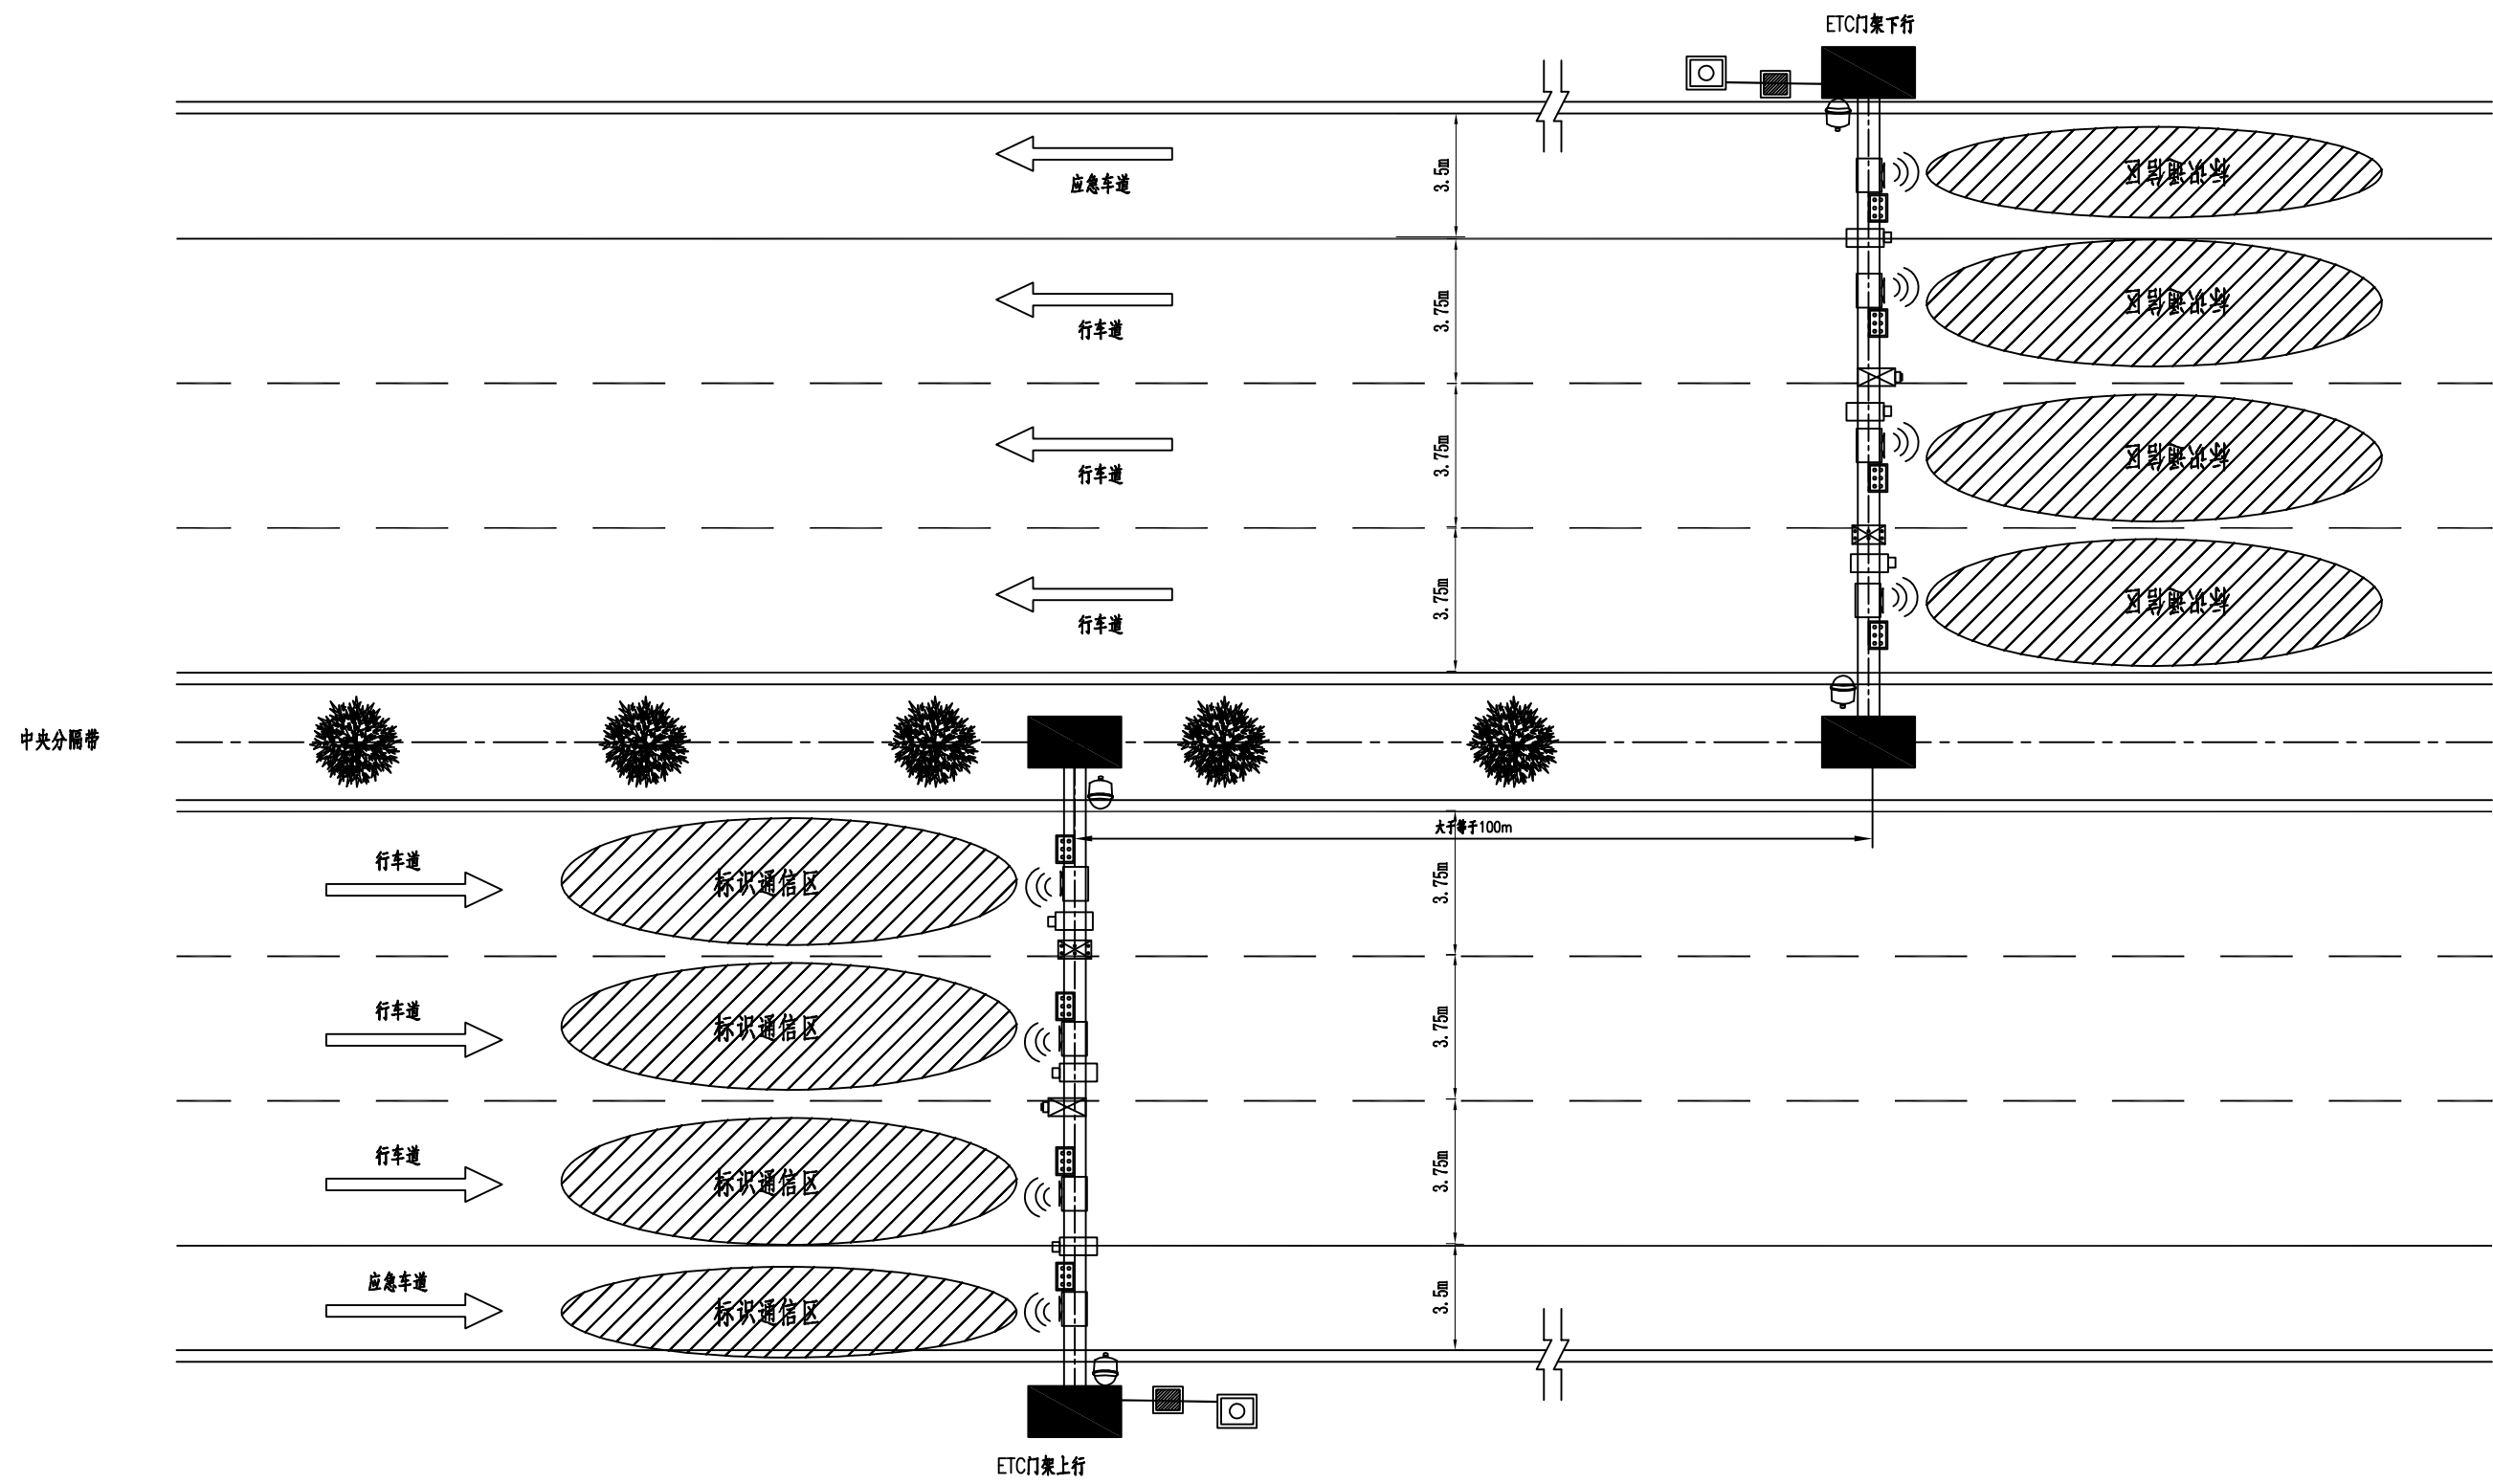 ETC门架下行
应急车道
3.5m
标识通信区
行车道
3.75m
标识通信区
行车道
3.75m
标识通信区
行车道
3.75m
标识通信区
中央分隔带
大于等于100m
行车道
标识通信区
3.75m
行车道
标识通信区
3.75m
行车道
标识通信区
3.75m
应急车道
标识通信区
3.5m
ETC门架上行